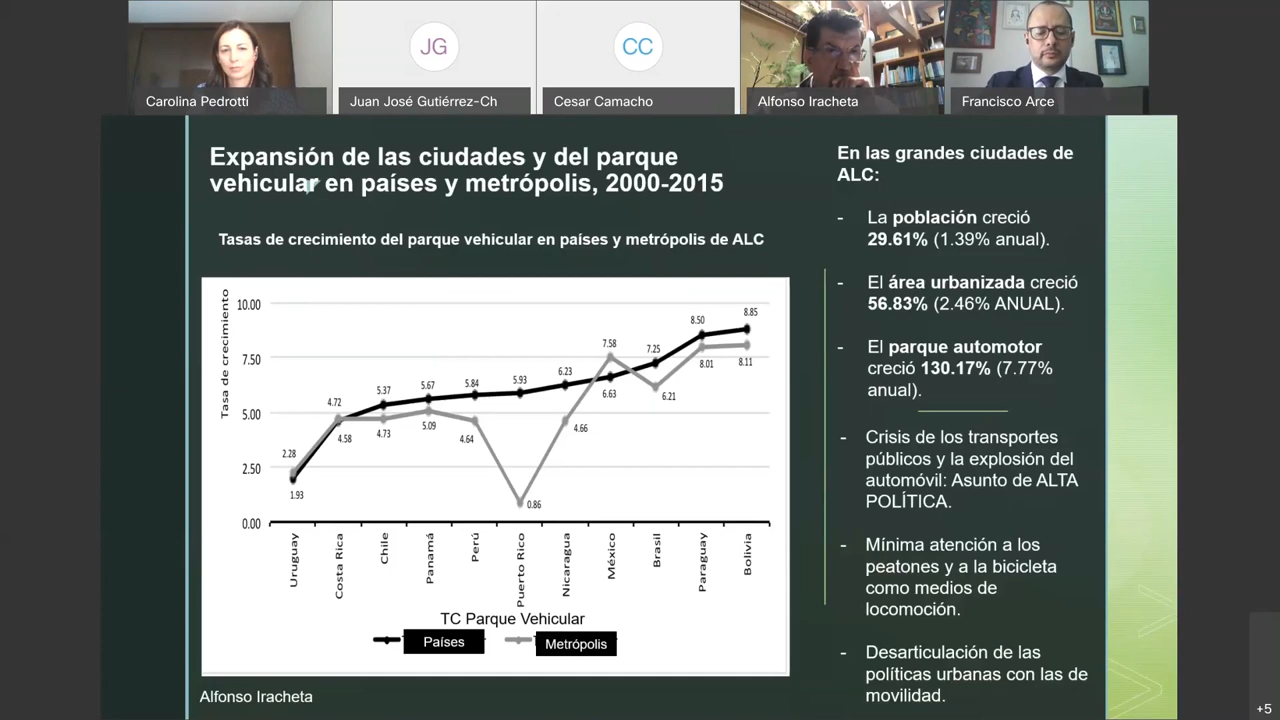 JG
CC
Carolina Pedrotti
Juan José Gutiérrez-Ch
Cesar Camacho
Alfonso Iracheta
Francisco Arce
Expansión de las ciudades y del parque
vehicular en países y metrópolis, 2000-2015
Tasas de crecimiento del parque vehicular en países y metrópolis de ALC
Tasa de crecimiento
10.00
7.50
5.00
2.50
0.00
2.28
1.93
4.72
4.58
5.37
4.73
5.67
5.09
5.84
4.64
5.93
0.86
6.23
4.66
7.58
6.63
7.25
6.21
8.50
8.01
8.85
8.11
Uruguay
Costa Rica
Chile
Panamá
Perú
Puerto Rico
Nicaragua
México
Brasil
Paraguay
Bolivia
TC Parque Vehicular
Países
Metrópolis
Alfonso Iracheta
En las grandes ciudades de
ALC:
- La población creció
29.61% (1.39% anual).
- El área urbanizada creció
56.83% (2.46% ANUAL).
- El parque automotor
creció 130.17% (7.77%
anual).
- Crisis de los transportes
públicos y la explosión del
automóvil: Asunto de ALTA
POLÍTICA.
- Mínima atención a los
peatones y a la bicicleta
como medios de
locomoción.
- Desarticulación de las
políticas urbanas con las de
movilidad.
+5